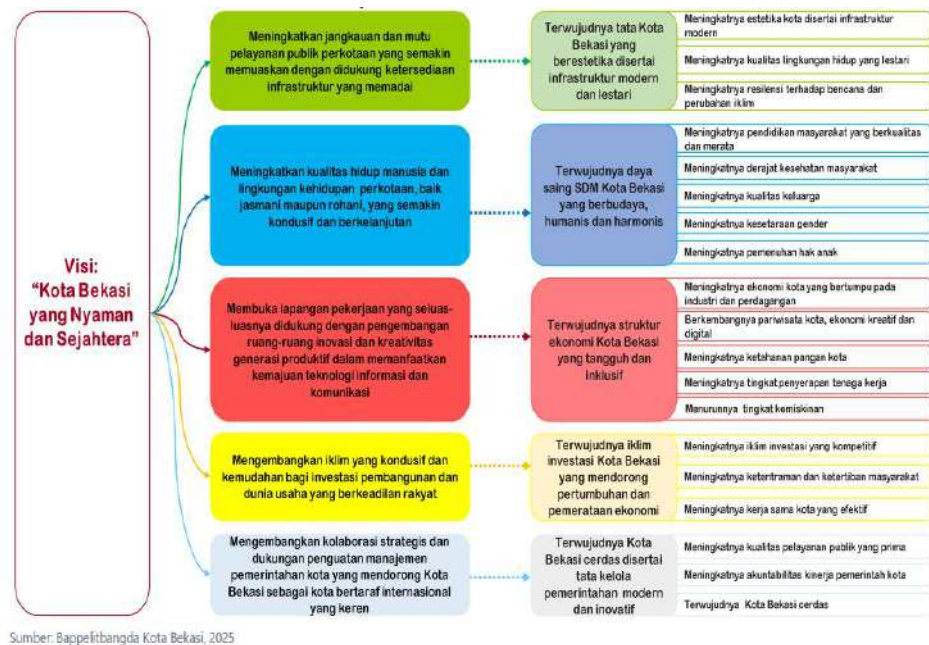 Visi:
“Kota Bekasi
yang Nyaman
dan Sejahtera”
Meningkatkan jangkauan dan mutu
pelayanan publik perkotaan yang semakin
memuaskan dengan didukung ketersediaan
infrastruktur yang memadai
Terwujudnya tata Kota
Bekasi yang
berestetika disertai
infrastruktur modern
dan lestari
Meningkatnya estetika kota disertai infrastruktur
modern
Meningkatnya kualitas lingkungan hidup yang lestari
Meningkatnya resilensi terhadap bencana dan
perubahan iklim
Meningkatkan kualitas hidup manusia dan
lingkungan kehidupan perkotaan, baik
jasmani maupun rohani, yang semakin
kondusif dan berkelanjutan
Terwujudnya daya
saing SDM Kota Bekasi
yang berbudaya,
humanis dan harmonis
Meningkatnya pendidikan masyarakat yang berkualitas
dan merata
Meningkatnya derajat kesehatan masyarakat
Meningkatnya kualitas keluarga
Meningkatnya kesetaraan gender
Meningkatnya pemenuhan hak anak
Membuka lapangan pekerjaan yang seluas-
luasnya didukung dengan pengembangan
ruang-ruang inovasi dan kreativitas
generasi produktif dalam memanfaatkan
kemajuan teknologi informasi dan
komunikasi
Terwujudnya struktur
ekonomi Kota Bekasi
yang tangguh dan
inklusif
Meningkatnya ekonomi kota yang bertumpu pada
industri dan perdagangan
Berkembangnya pariwisata kota, ekonomi kreatif dan
digital
Meningkatnya ketahanan pangan kota
Meningkatnya tingkat penyerapan tenaga kerja
Menurunnya tingkat kemiskinan
Mengembangkan iklim yang kondusif dan
kemudahan bagi investasi pembangunan dan
dunia usaha yang berkeadilan rakyat
Terwujudnya iklim
investasi Kota Bekasi
yang mendorong
pertumbuhan dan
pemerataan ekonomi
Meningkatnya iklim investasi yang kompetitif
Meningkatnya ketentraman dan ketertiban masyarakat
Meningkatnya kerja sama kota yang efektif
Mengembangkan kolaborasi strategis dan
dukungan penguatan manajemen
pemerintahan kota yang mendorong Kota
Bekasi sebagai kota bertaraf internasional
yang keren
Terwujudnya Kota
Bekasi cerdas disertai
tata kelola
pemerintahan modern
dan inovatif
Meningkatnya kualitas pelayanan publik yang prima
Meningkatnya akuntabilitas kinerja pemerintah kota
Terwujudnya Kota Bekasi cerdas
Sumber: Bappelitbangda Kota Bekasi, 2025